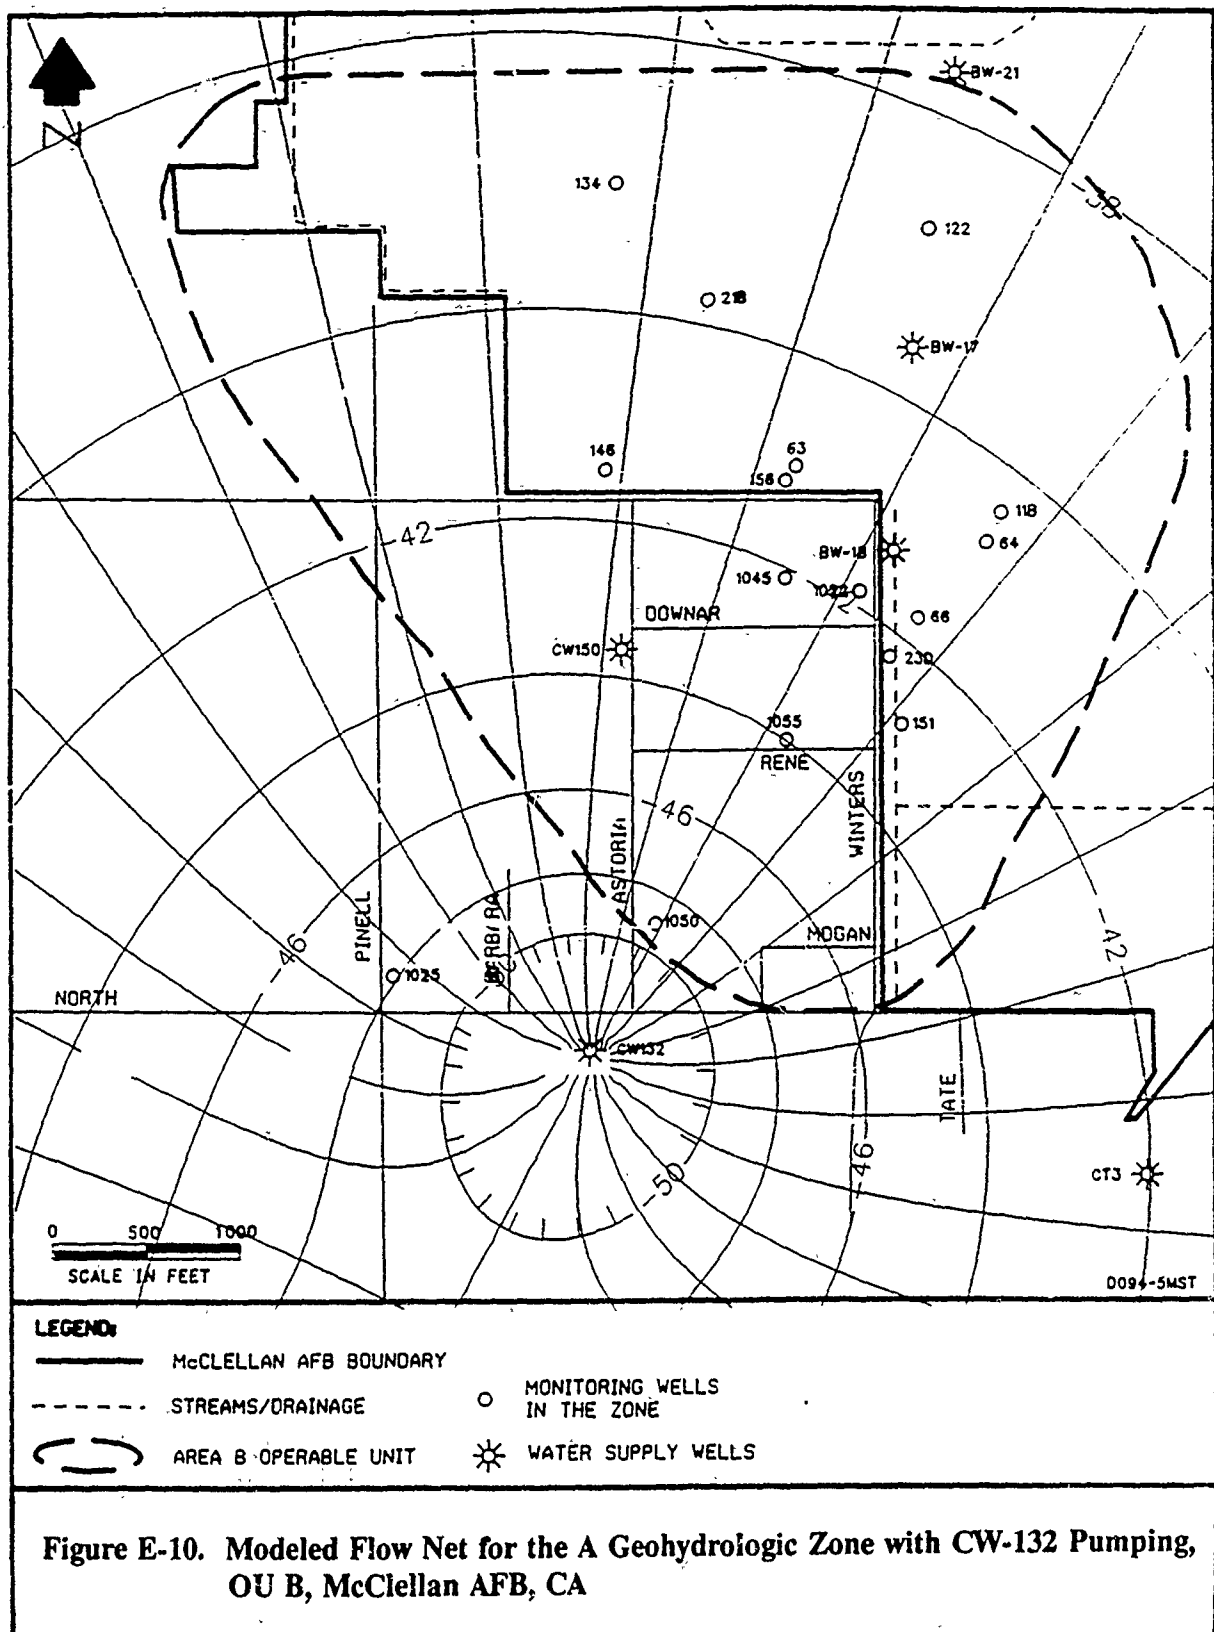 N
BW-21
134
-38
122
218
BW-17
146
63
156
118
-42
BW-18
64
1045
1022
DOWNAR
66
CW150
230
1055
151
RENE
WINTERS
-46
ASTORIA
PINELL
1050
MOGAN
-42
-46
1025
NORTH
CW132
TATE
-50
-46
CT3
0 500 1000
SCALE IN FEET
D094-5MST
LEGEND:
McCLELLAN AFB BOUNDARY
STREAMS/DRAINAGE
MONITORING WELLS
IN THE ZONE
AREA B OPERABLE UNIT
WATER SUPPLY WELLS
Figure E-10. Modeled Flow Net for the A Geohydrologic Zone with CW-132 Pumping,
OU B, McClellan AFB, CA